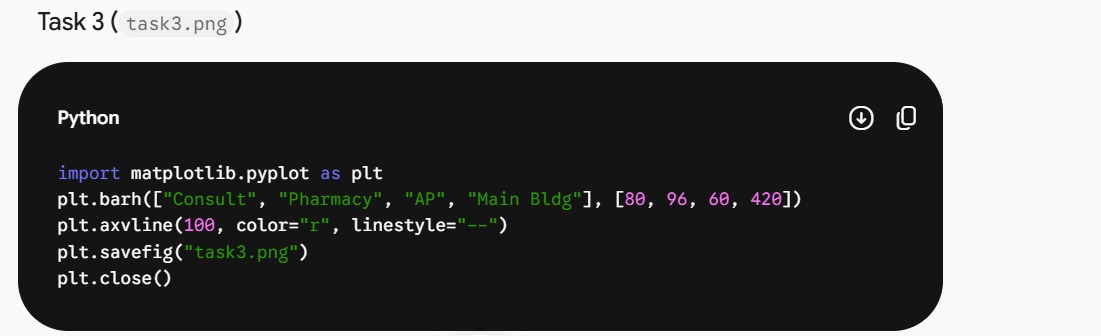 Task 3 ( task3.png )
Python
import matplotlib.pyplot as plt
plt.barh(["Consult", "Pharmacy", "AP", "Main Bldg"], [80, 96, 60, 420])
plt.axvline(100, color="r", linestyle="--")
plt.savefig("task3.png")
plt.close()